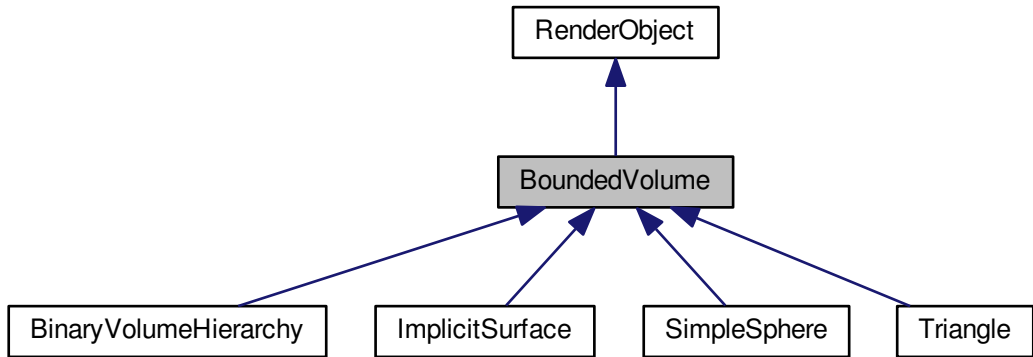 RenderObject
BoundedVolume
BinaryVolumeHierarchy ImplicitSurface SimpleSphere Triangle